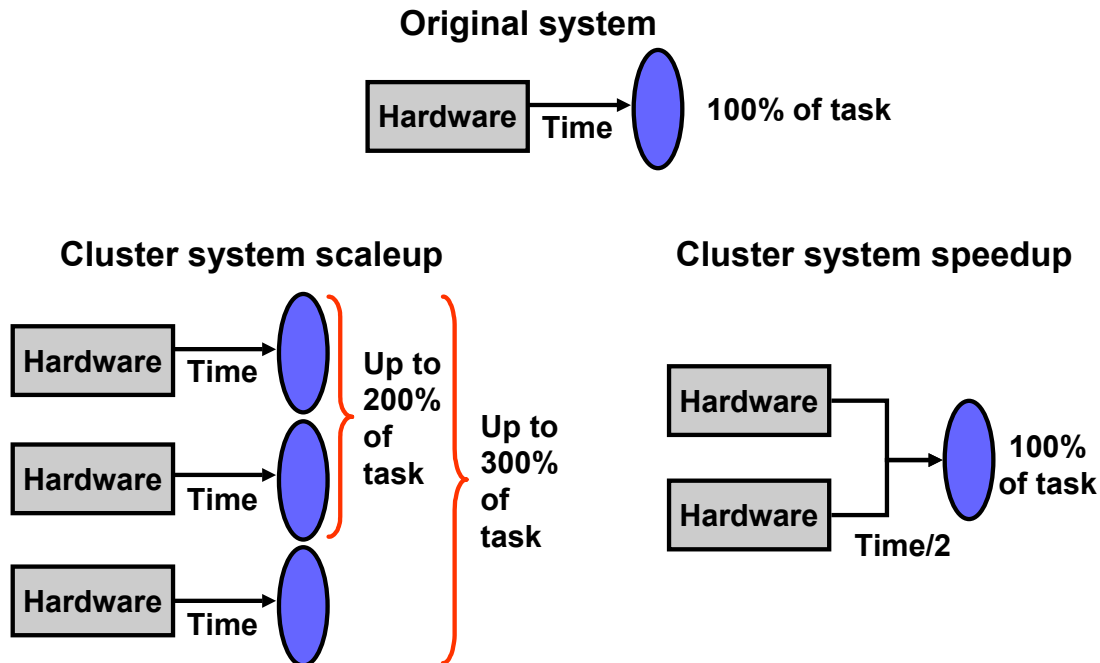 Original system
Hardware
Time
100% of task
Cluster system scaleup
Hardware
Time
Hardware
Time
Hardware
Time
Up to
200%
of
task
Up to
300%
of
task
Cluster system speedup
Hardware
Hardware
Time/2
100%
of task